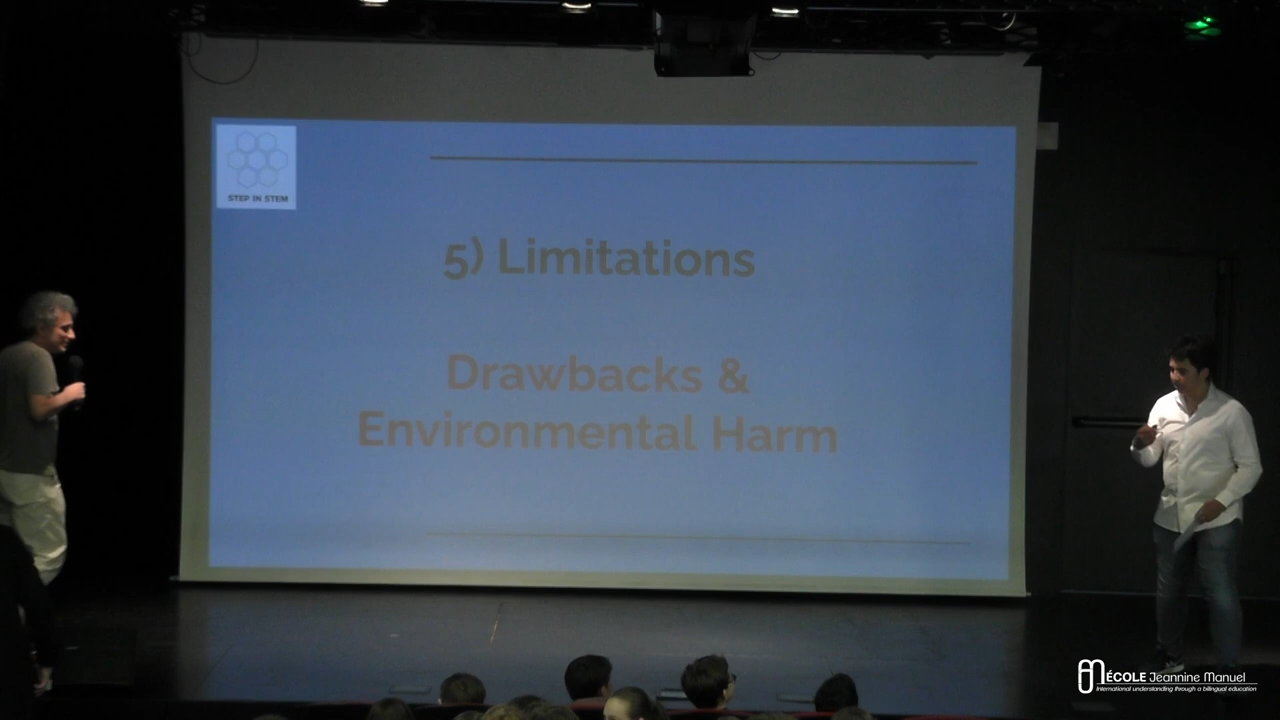 STEP IN STEM
5) Limitations
Drawbacks &
Environmental Harm
ÉCOLE Jeannine Manuel
International understanding through a bilingual education